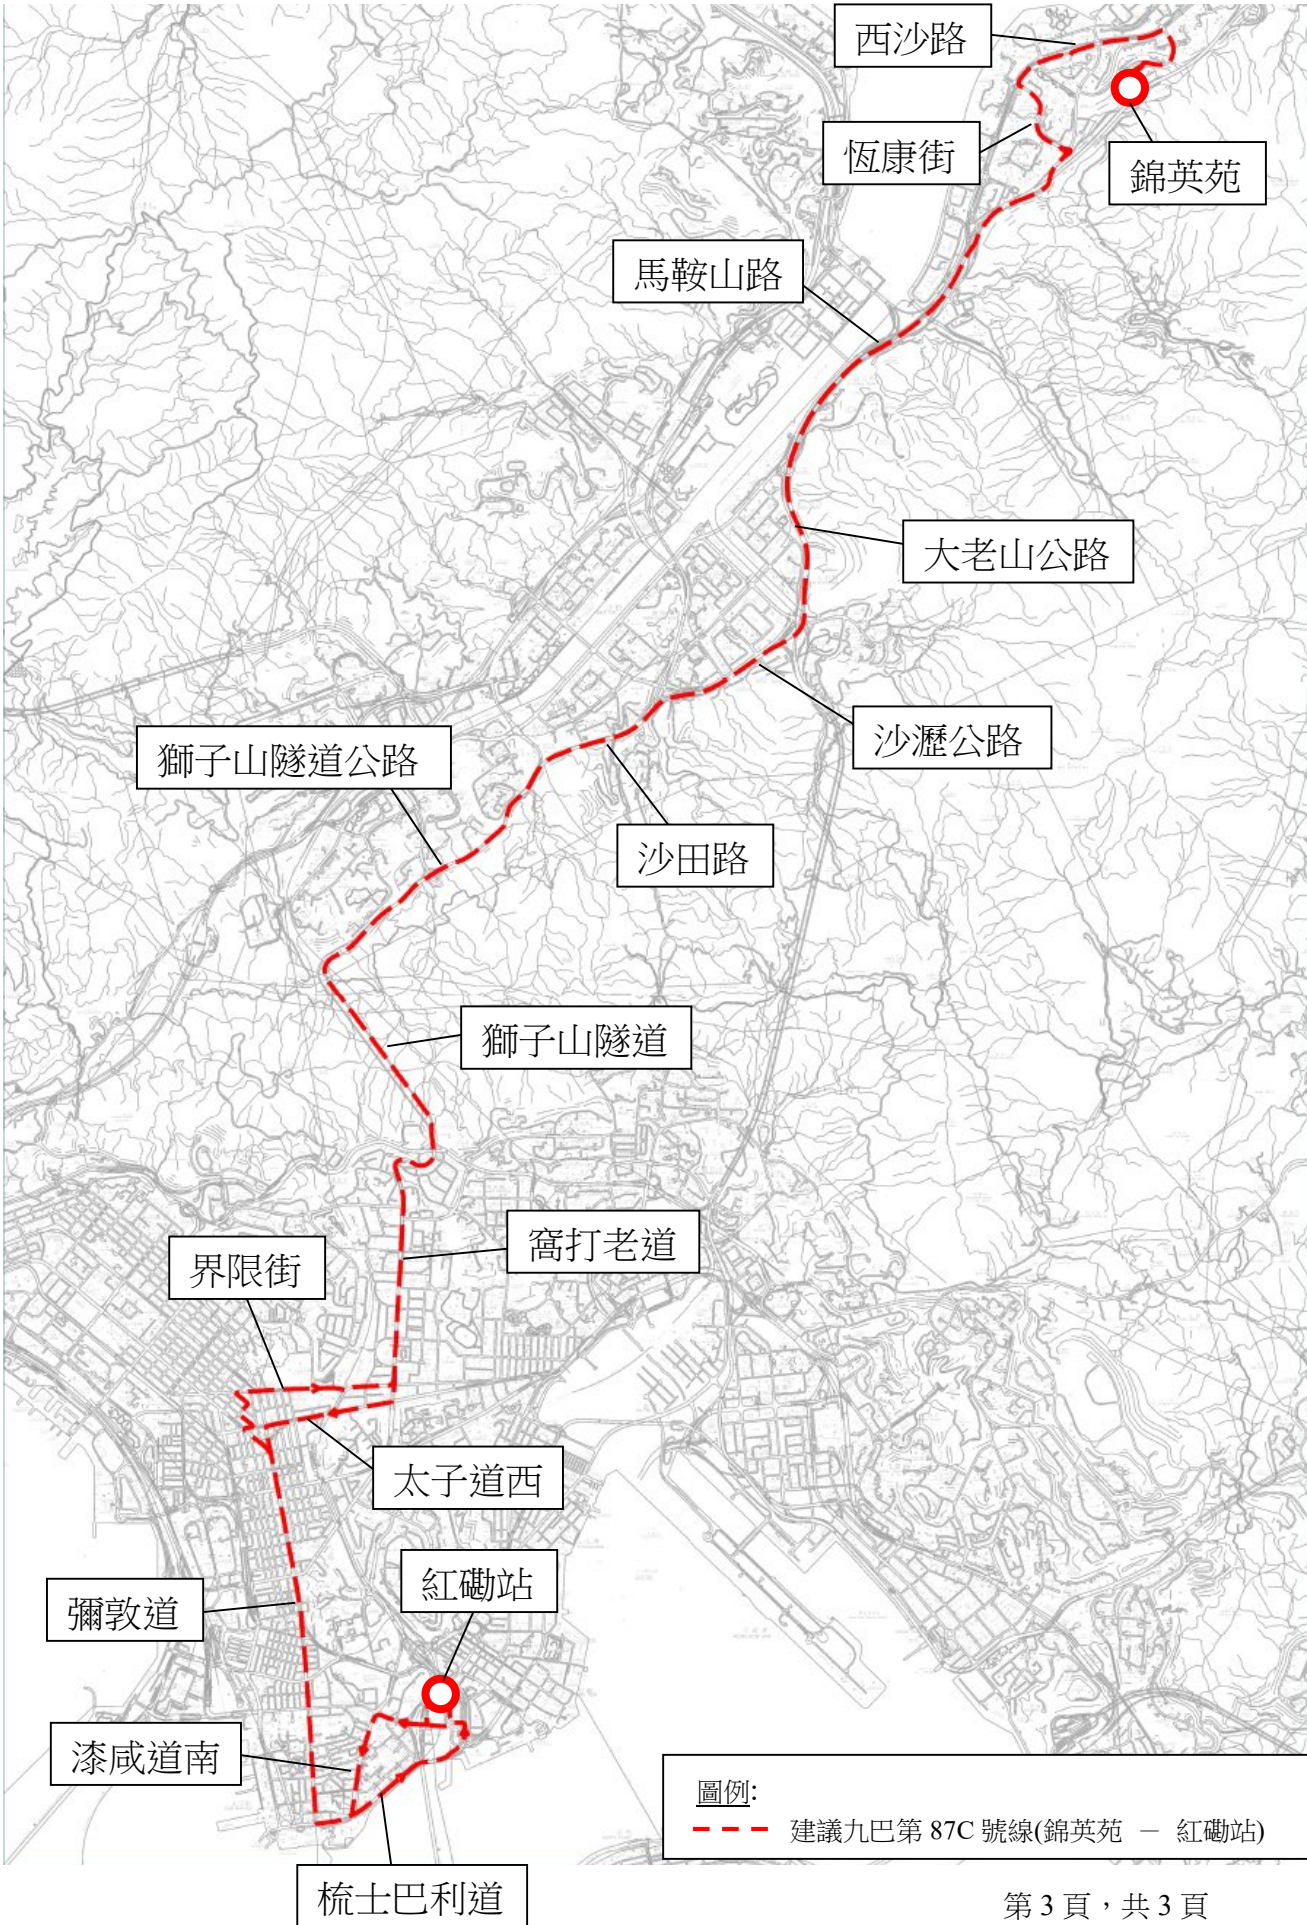 西沙路
恆康街
錦英苑
馬鞍山路
大老山公路
沙瀝公路
獅子山隧道公路
沙田路
獅子山隧道
窩打老道
界限街
太子道西
紅磡站
彌敦道
漆咸道南
圖例:
建議九巴第 87C 號線(錦英苑 － 紅磡站)
梳士巴利道
第 3 頁，共 3 頁